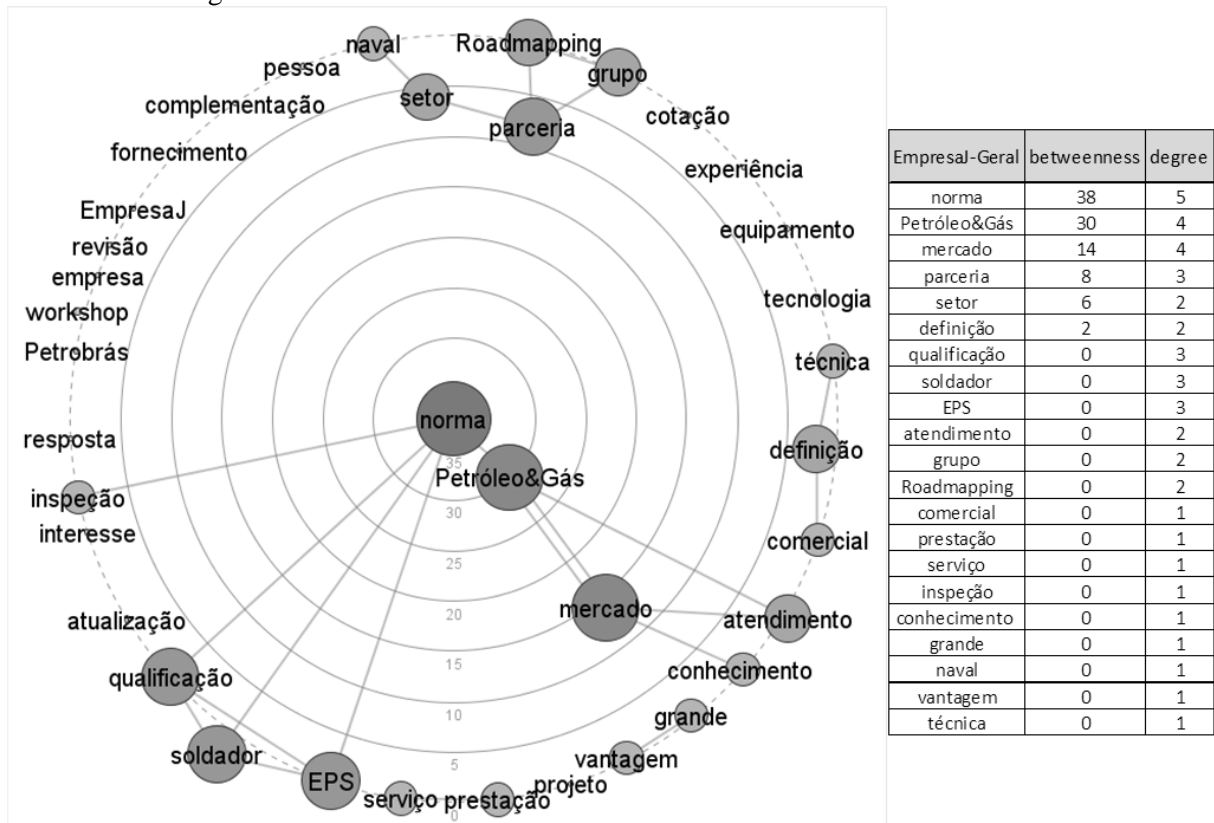 naval
Roadmapping
pessoa
grupo
complementação
setor
parceria
cotação
fornecimento
experiência
EmpresaJ
equipamento
revisão
empresa
tecnologia
workshop
Petrobrás
técnica
norma
resposta
definição
35
Petróleo&Gás
inspeção
30
interesse
comercial
25
mercado
20
atendimento
atualização
15
conhecimento
qualificação
10
grande
soldador
5
vantagem
EPS
projeto
serviço
prestação
0
EmpresaJ-Geral betweenness degree
norma 38 5
Petróleo&Gás 30 4
mercado 14 4
parceria 8 3
setor 6 2
definição 2 2
qualificação 0 3
soldador 0 3
EPS 0 3
atendimento 0 2
grupo 0 2
Roadmapping 0 2
comercial 0 1
prestação 0 1
serviço 0 1
inspeção 0 1
conhecimento 0 1
grande 0 1
naval 0 1
vantagem 0 1
técnica 0 1